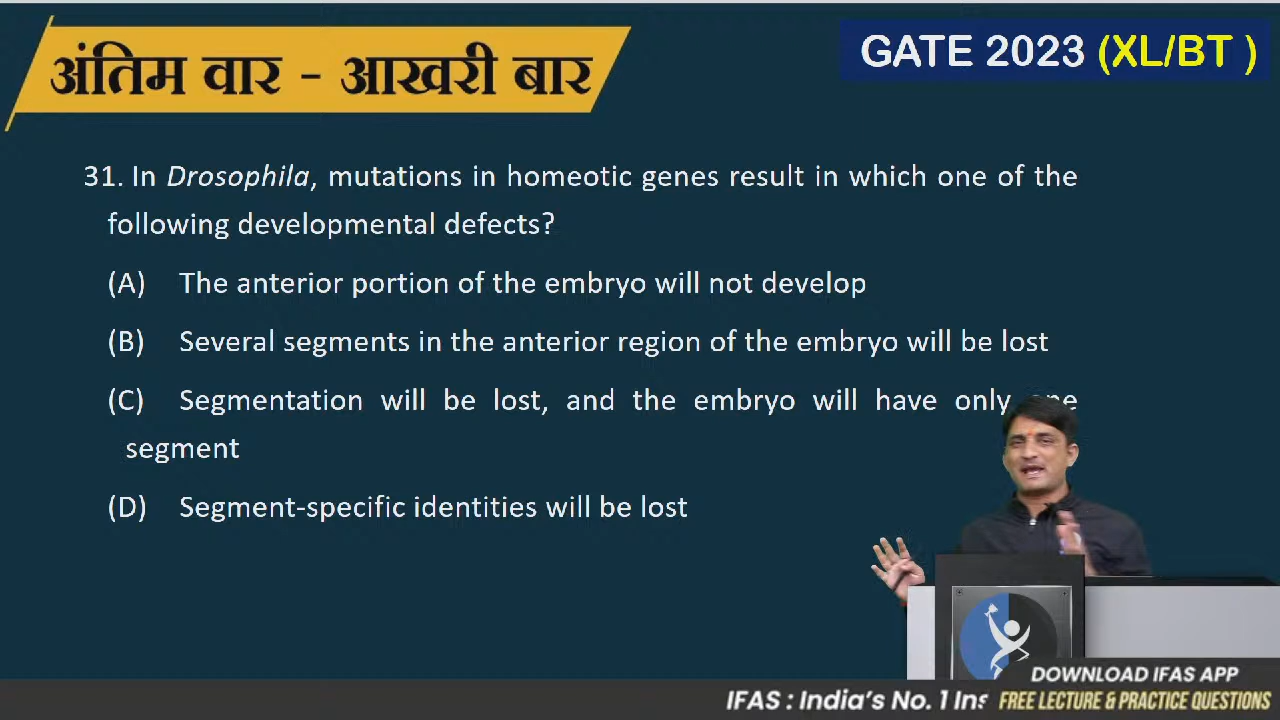 अंतिम वार - आखरी बार
GATE 2023 (XL/BT )
31. In Drosophila, mutations in homeotic genes result in which one of the
following developmental defects?
(A) The anterior portion of the embryo will not develop
(B) Several segments in the anterior region of the embryo will be lost
(C) Segmentation will be lost, and the embryo will have only one
segment
(D) Segment-specific identities will be lost
DOWNLOAD IFAS APP
IFAS : India's No. 1 Ins
FREE LECTURE & PRACTICE QUESTIONS